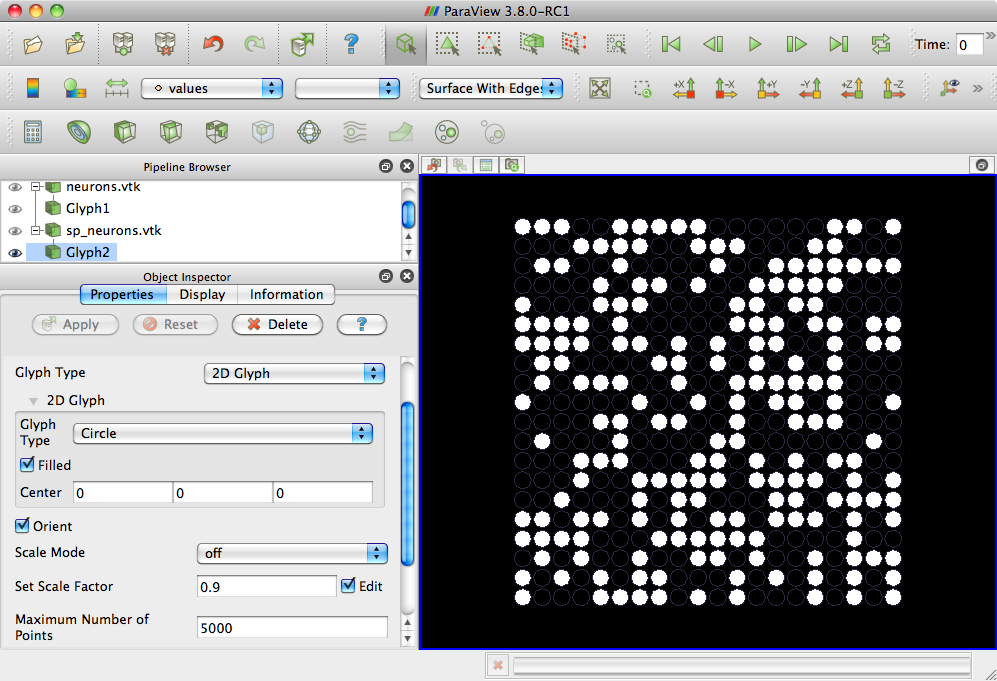 ParaView 3.8.0-RC1
? Time: 0 »
values Surface With Edges +X -X +Y -Y +Z -Z »
Pipeline Browser
neurons.vtk
Glyph1
sp_neurons.vtk
Glyph2
Object Inspector
Properties Display Information
Apply Reset Delete ?
Glyph Type 2D Glyph
2D Glyph
Glyph
Type Circle
Filled
Center 0 0 0
Orient
Scale Mode off
Set Scale Factor 0.9 Edit
Maximum Number of
Points 5000